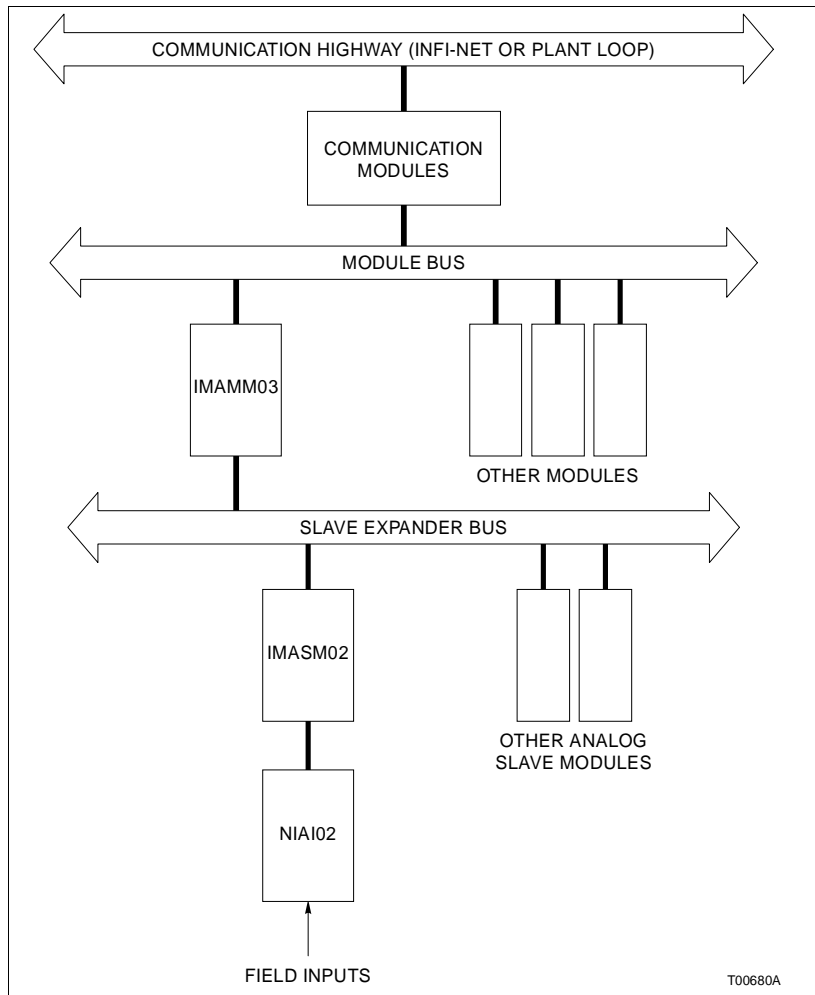 COMMUNICATION HIGHWAY (INFI-NET OR PLANT LOOP)
COMMUNICATION
MODULES
MODULE BUS
IMAMM03
OTHER MODULES
SLAVE EXPANDER BUS
IMASM02
OTHER ANALOG
SLAVE MODULES
NIAI02
FIELD INPUTS
T00680A